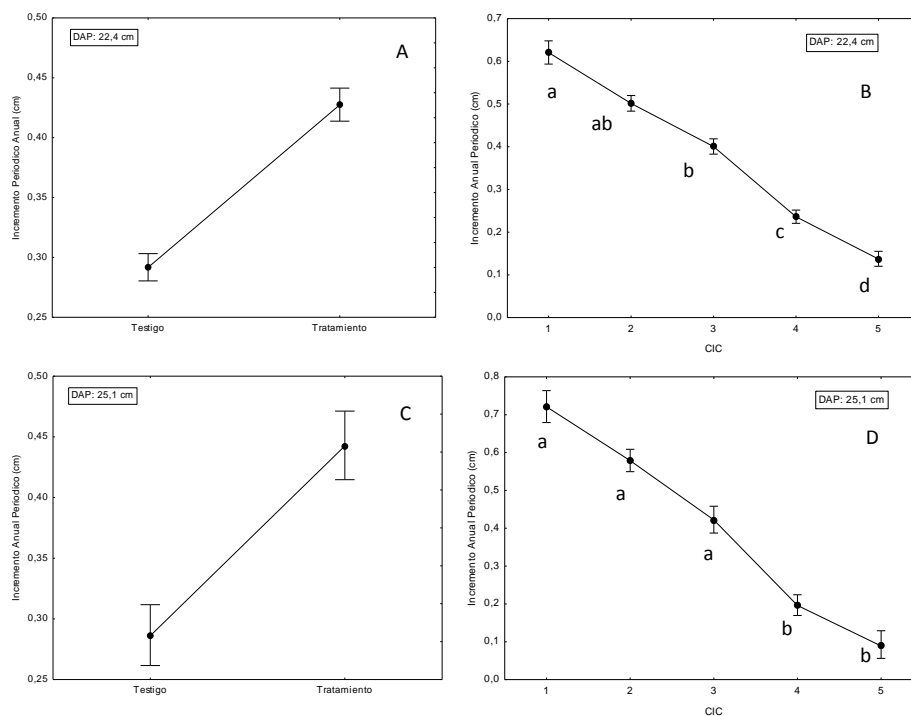 0,50
DAP: 22,4 cm
A
0,45
0,40
0,35
0,30
0,25
Incremento Periodico Anual (cm)
Testigo
Tratamiento
0,7
DAP: 22,4 cm
B
0,6
0,5
0,4
0,3
0,2
0,1
0,0
Incremento Anual Periodico (cm)
a
ab
b
c
d
1
2
3
4
5
CIC
0,50
DAP: 25,1 cm
C
0,45
0,40
0,35
0,30
0,25
Incremento Anual Periodico (cm)
Testigo
Tratamiento
0,8
DAP: 25,1 cm
D
0,7
0,6
0,5
0,4
0,3
0,2
0,1
0,0
Incremento Anual Periodico (cm)
a
a
a
b
b
1
2
3
4
5
CIC